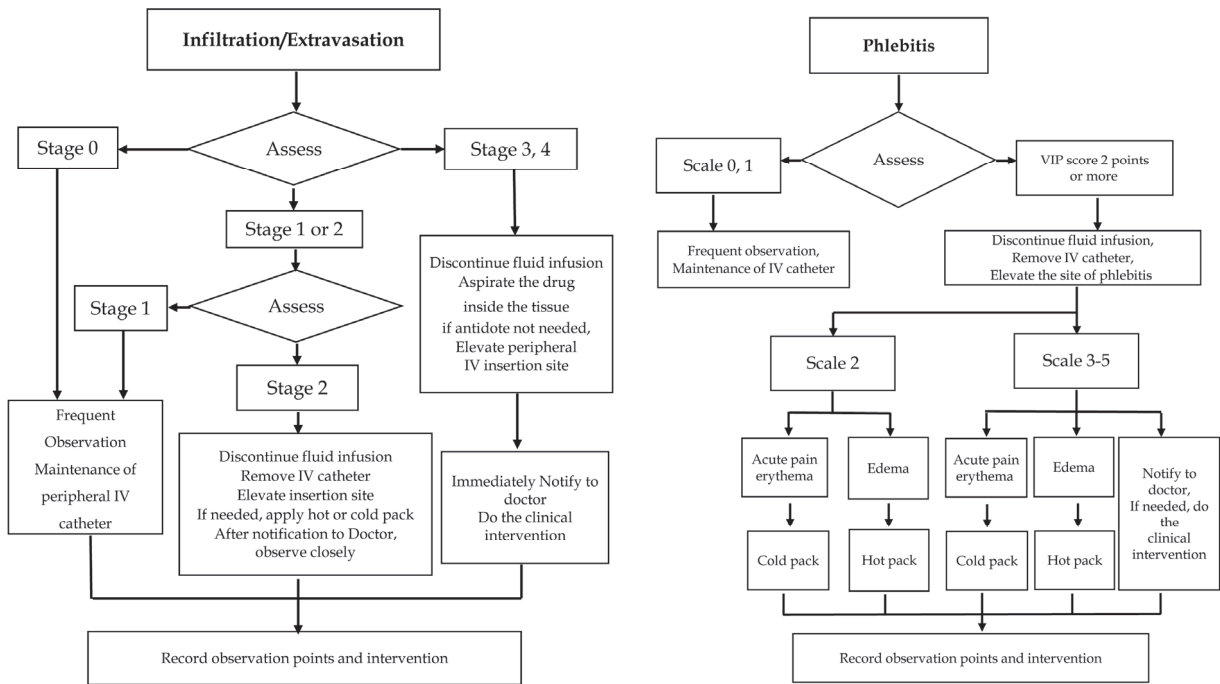 Infiltration/Extravasation
Stage 0
Assess
Stage 3, 4
Stage 1 or 2
Stage 1
Assess
Discontinue fluid infusion
Aspirate the drug
inside the tissue
if antidote not needed,
Elevate peripheral
IV insertion site
Stage 2
Frequent
Observation
Maintenance of
peripheral IV
catheter
Discontinue fluid infusion
Remove IV catheter
Elevate insertion site
If needed, apply hot or cold pack
After notification to Doctor,
observe closely
Immediately Notify to
doctor
Do the clinical
intervention
Record observation points and intervention
Phlebitis
Scale 0, 1
Assess
VIP score 2 points
or more
Frequent observation,
Maintenance of IV catheter
Discontinue fluid infusion,
Remove IV catheter,
Elevate the site of phlebitis
Scale 2
Scale 3-5
Acute pain
erythema
Edema
Acute pain
erythema
Edema
Notify to
doctor,
If needed, do
the
clinical
intervention
Cold pack
Hot pack
Cold pack
Hot pack
Record observation points and intervention